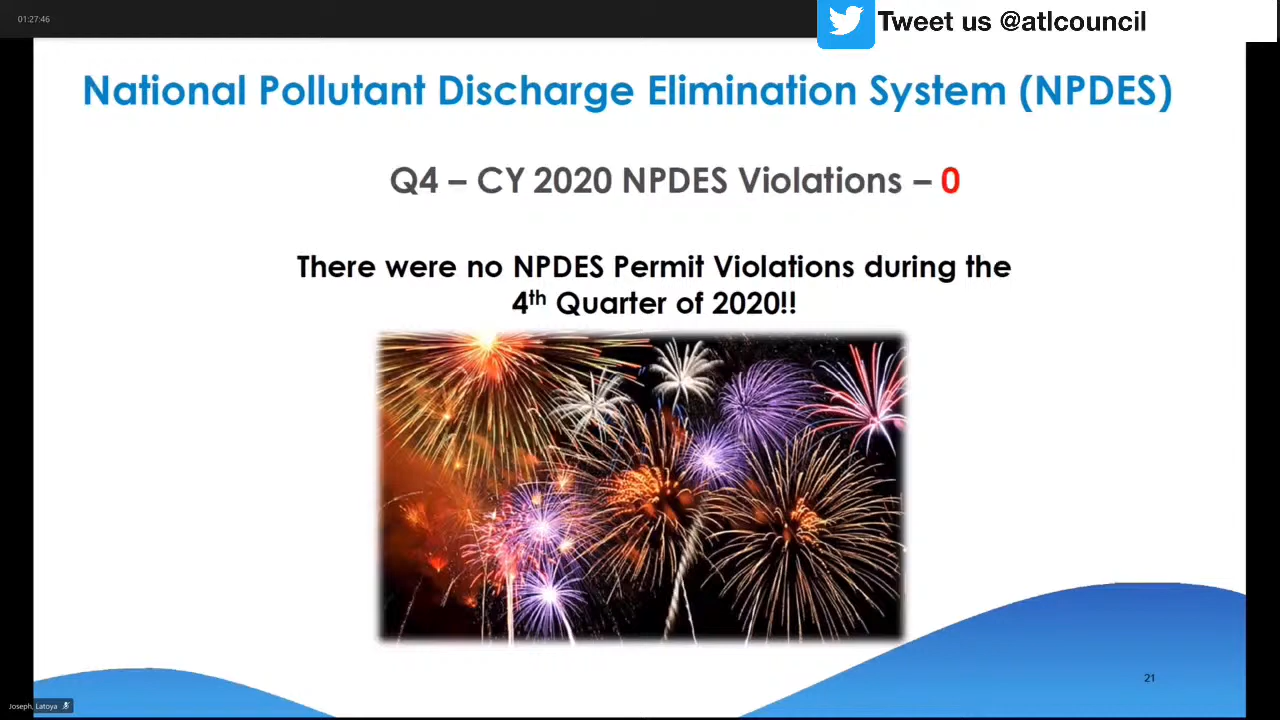 01:27:46
Tweet us @atlcouncil
National Pollutant Discharge Elimination System (NPDES)
Q4 – CY 2020 NPDES Violations – 0
There were no NPDES Permit Violations during the
4th Quarter of 2020!!
21
Joseph, Latoya